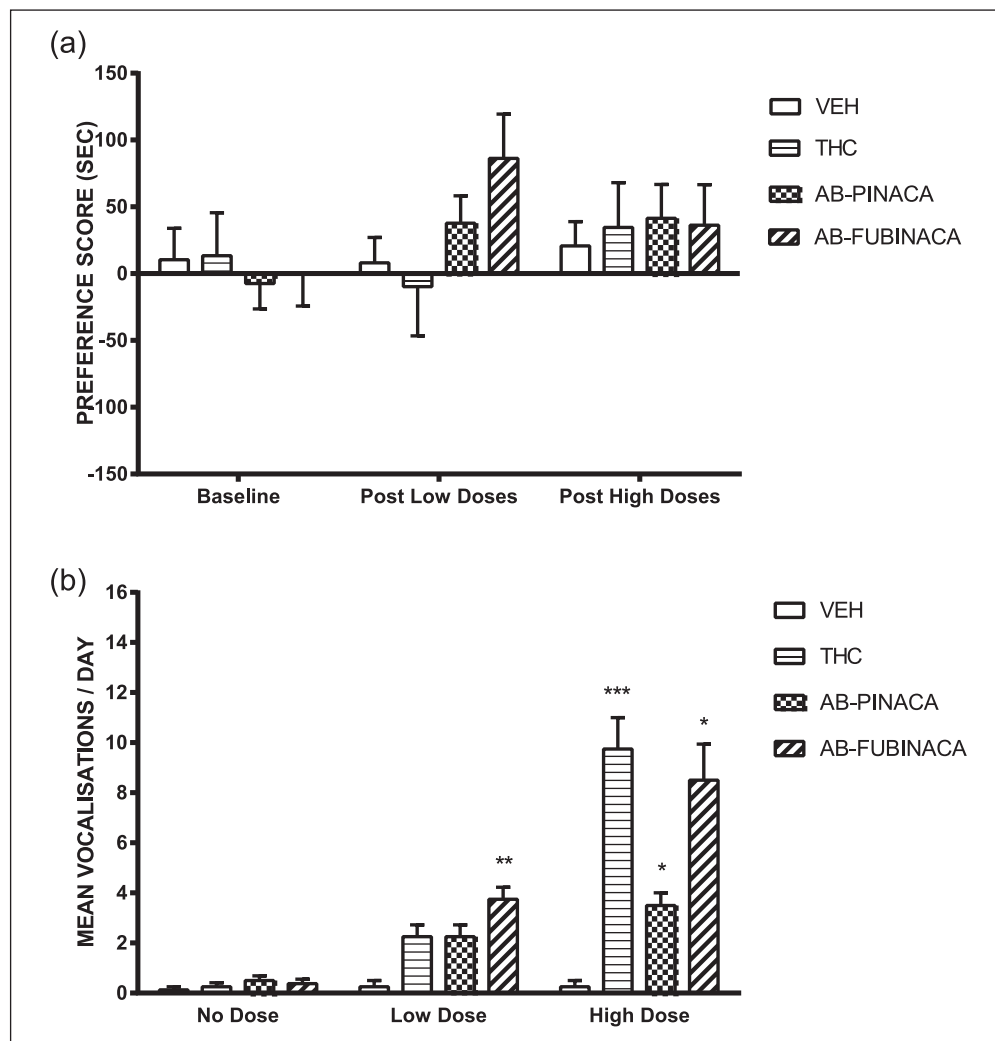 (a)
150
100
50
0
-50
-100
-150
PREFERENCE SCORE (SEC)
Baseline
Post Low Doses
Post High Doses
VEH
THC
AB-PINACA
AB-FUBINACA
(b)
16
14
12
10
8
6
4
2
0
MEAN VOCALISATIONS / DAY
**
***
*
*
No Dose
Low Dose
High Dose
VEH
THC
AB-PINACA
AB-FUBINACA